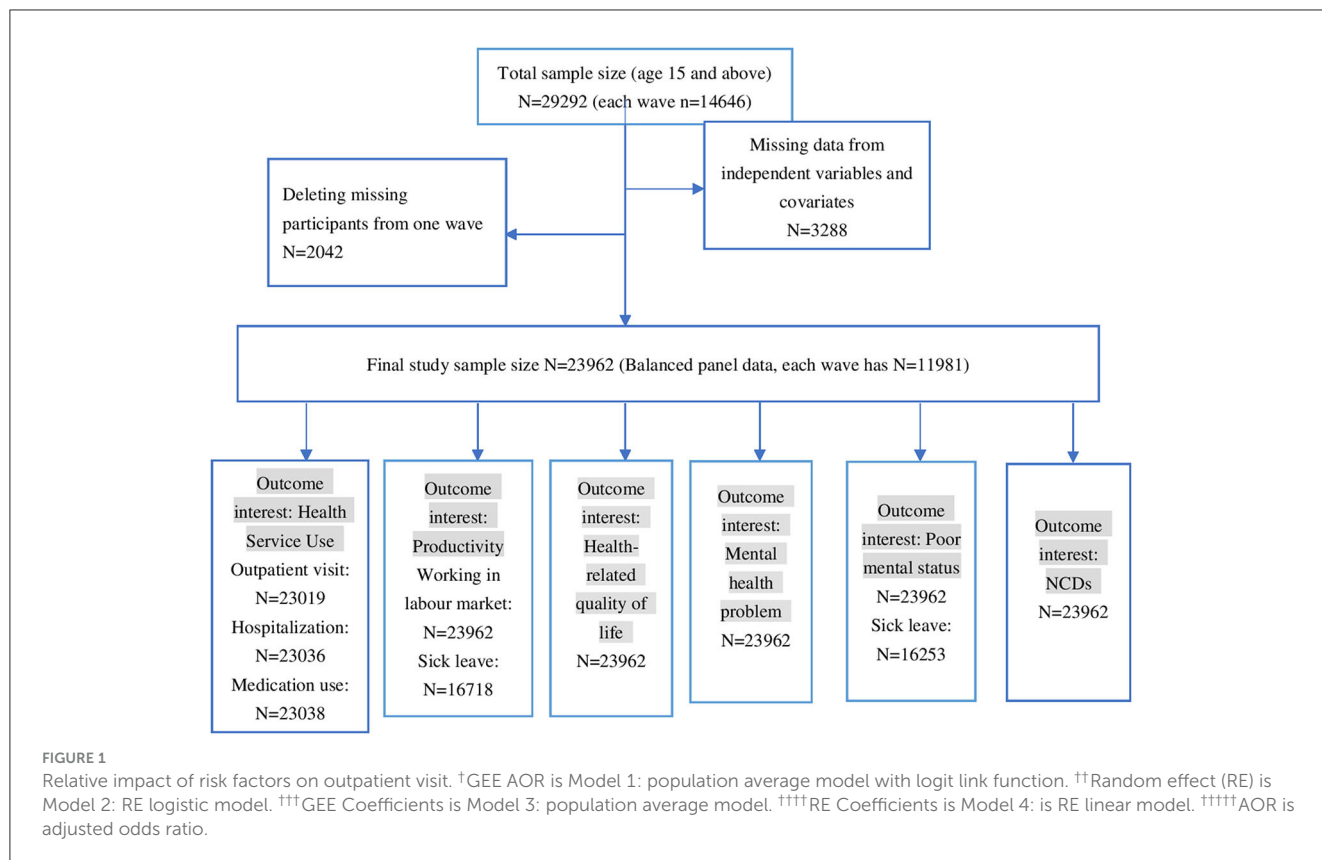 Total sample size (age 15 and above)
N=29292 (each wave n=14646)
Missing data from
independent variables and
covariates
N=3288
Deleting missing
participants from one wave
N=2042
Final study sample size N=23962 (Balanced panel data, each wave has N=11981)
Outcome
interest: Health
Service Use
Outpatient visit:
N=23019
Hospitalization:
N=23036
Medication use:
N=23038
Outcome
interest:
Productivity
Working in
labour market:
N=23962
Sick leave:
N=16718
Outcome
interest:
Health-
related
quality of
life
N=23962
Outcome
interest:
Mental
health
problem
N=23962
Outcome
interest: Poor
mental status
N=23962
Sick leave:
N=16253
Outcome
interest:
NCDs
N=23962
FIGURE 1
Relative impact of risk factors on outpatient visit. †GEE AOR is Model 1: population average model with logit link function. ††Random effect (RE) is
Model 2: RE logistic model. †††GEE Coefficients is Model 3: population average model. ††††RE Coefficients is Model 4: is RE linear model. †††††AOR is
adjusted odds ratio.